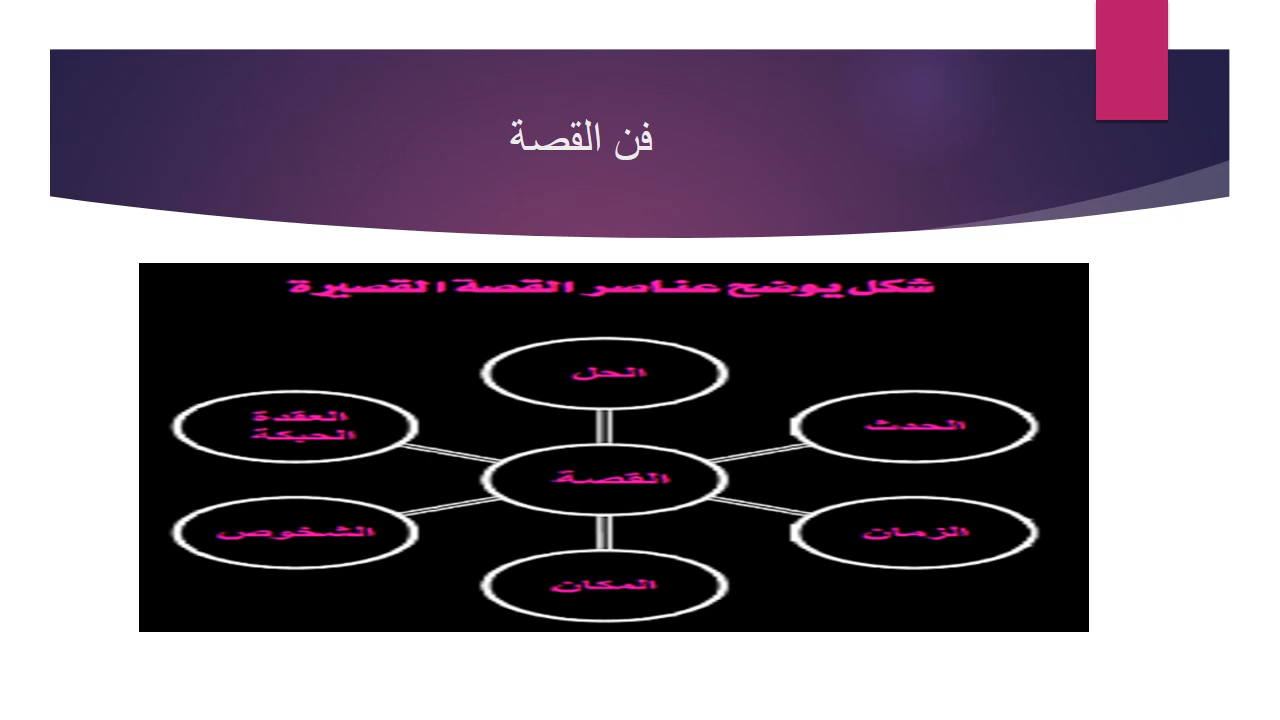 فن القصة
شكل يوضح عناصر القصة القصيرة
الحل
الحدث
العقدة
الحبكة
القصة
الزمان
الشخوص
المكان